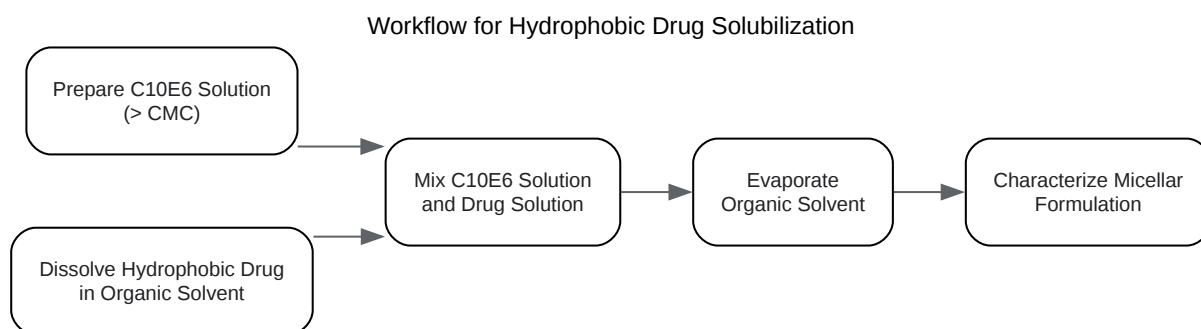 Workflow for Hydrophobic Drug Solubilization
Prepare C10E6 Solution
(> CMC)
Dissolve Hydrophobic Drug
in Organic Solvent
Mix C10E6 Solution
and Drug Solution
Evaporate
Organic Solvent
Characterize Micellar
Formulation